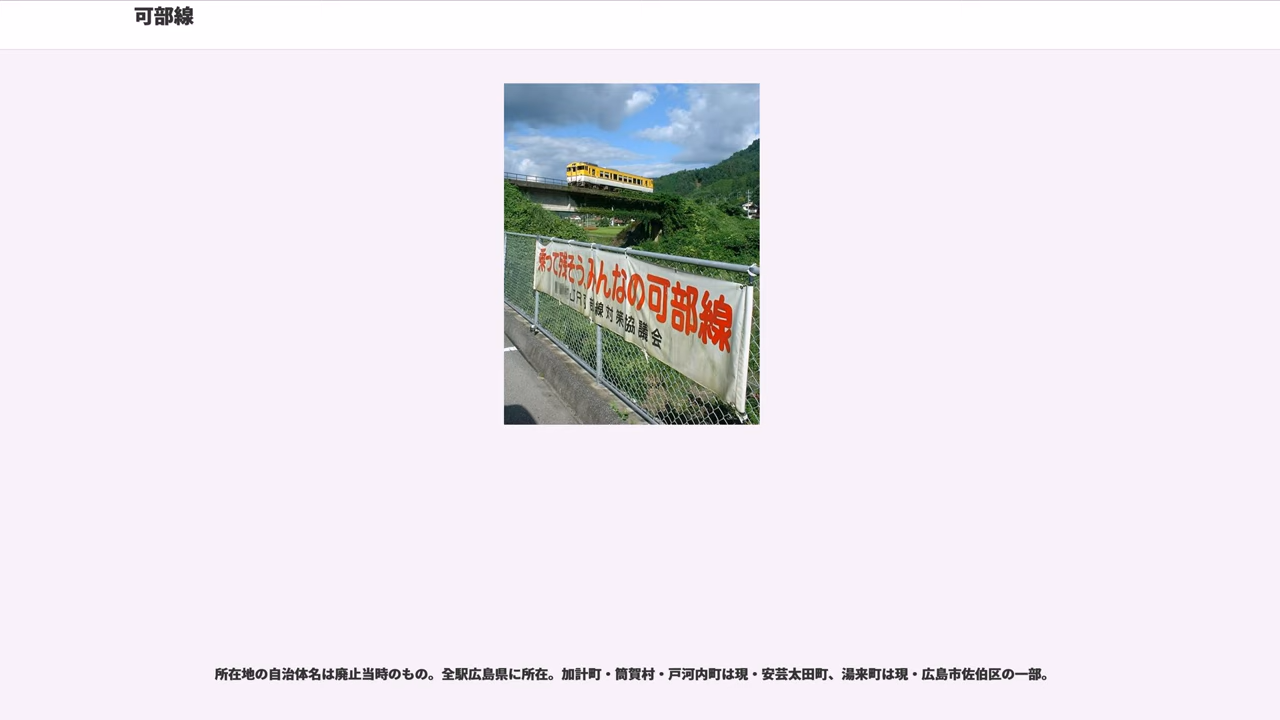 可部線
乗って残そう、みんなの可部線
線対策協議会
所在地の自治体名は廃止当時のもの。全駅広島県に所在。加計町・筒賀村・戸河内町は現・安芸太田町、湯来町は現・広島市佐伯区の一部。